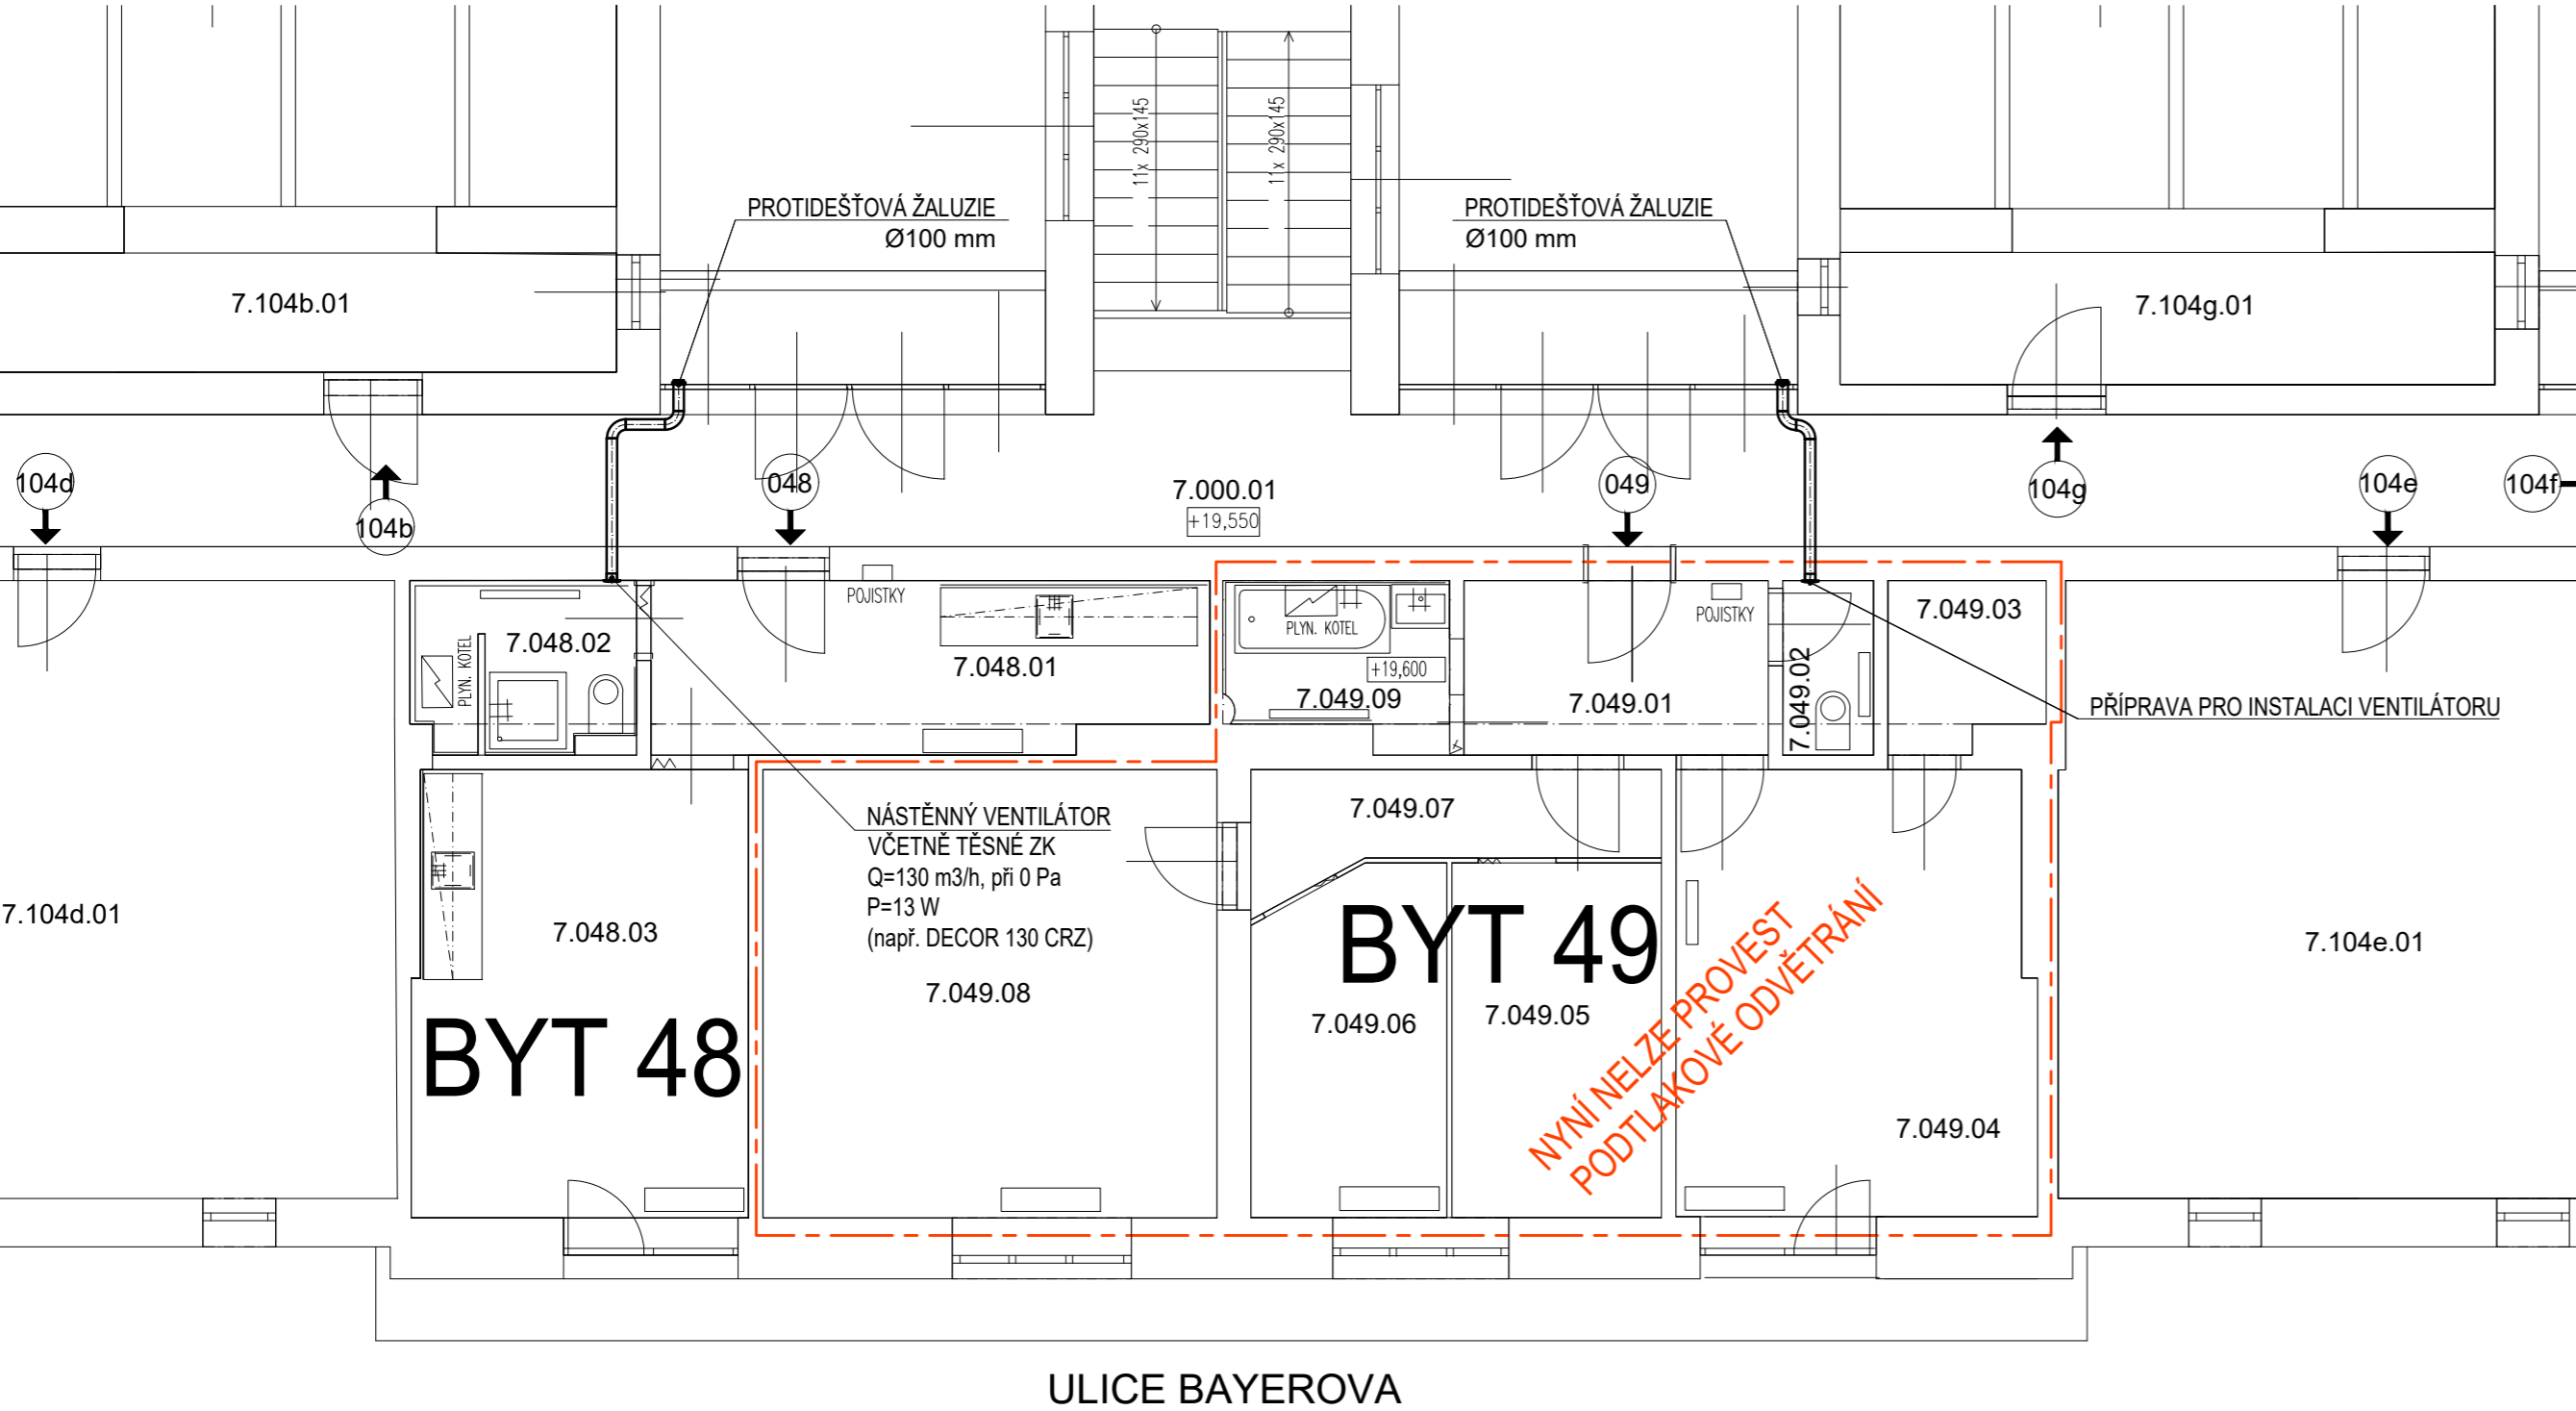 11x 290x145
11x 290x145
PROTIDEŠŤOVÁ ŽALUZIE
Ø100 mm
PROTIDEŠŤOVÁ ŽALUZIE
Ø100 mm
7.104b.01
7.104g.01
104d
104b
048
7.000.01
+19,550
049
104g
104e
104f
POJISTKY
PLYN. KOTEL
7.048.02
7.048.01
PLYN. KOTEL
+19,600
7.049.09
POJISTKY
7.049.01
7.049.02
7.049.03
PŘÍPRAVA PRO INSTALACI VENTILÁTORU
NÁSTĚNNÝ VENTILÁTOR
VČETNĚ TĚSNÉ ZK
Q=130 m3/h, při 0 Pa
P=13 W
(např. DECOR 130 CRZ)
7.049.07
7.104d.01
7.048.03
7.049.08
BYT 48
BYT 49
7.049.06
7.049.05
NYNÍ NELZE PROVEST
PODTLAKOVÉ ODVĚTRÁNÍ
7.049.04
7.104e.01
ULICE BAYEROVA